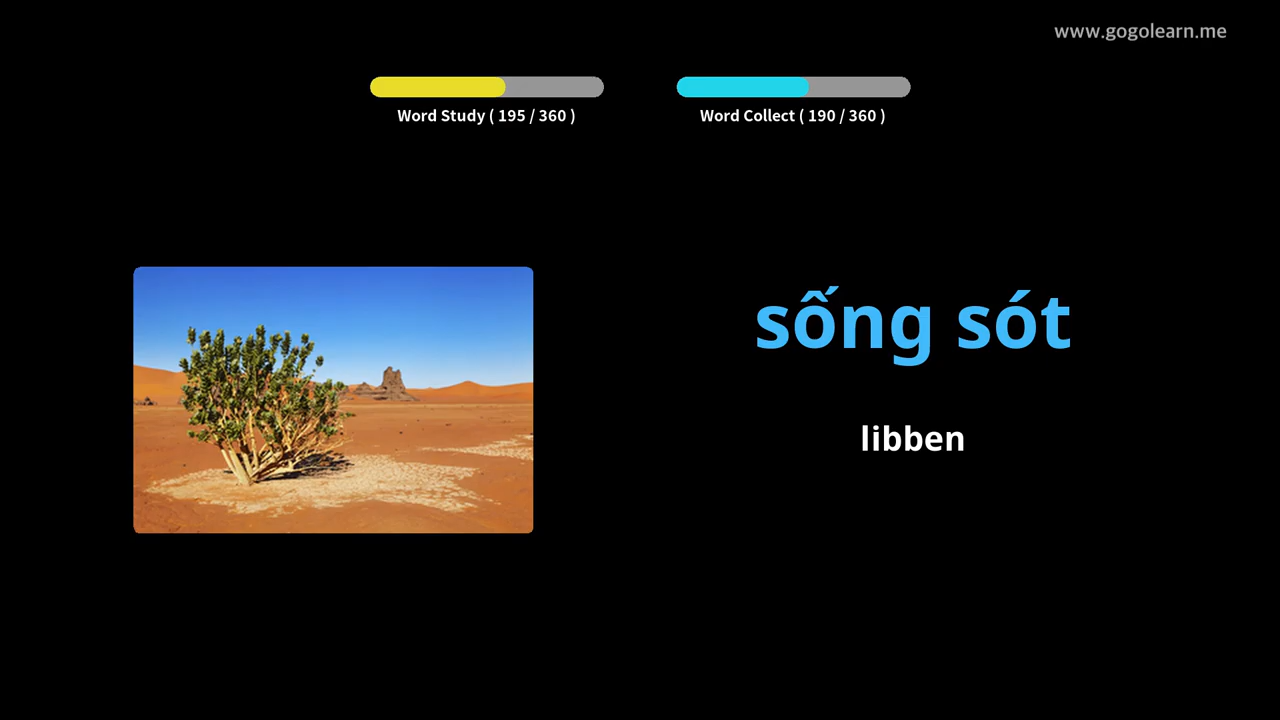 www.gogolearn.me
Word Study ( 195 / 360 )
Word Collect ( 190 / 360 )
sống sót
libben